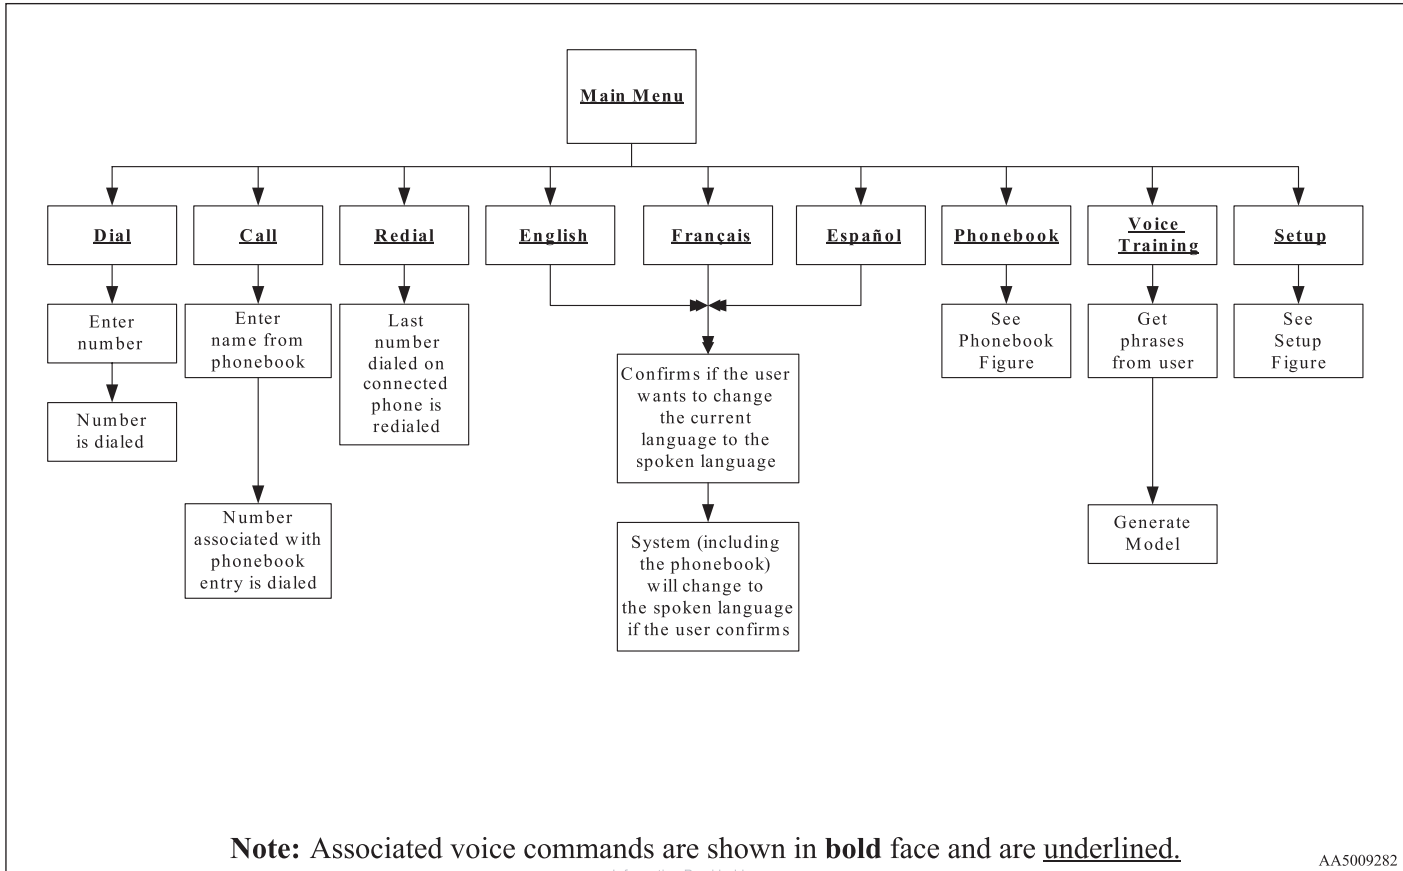 Main Menu
Dial
Call
Redial
English
Français
Español
Phonebook
Voice
Training
Setup
Enter
number
Number
is dialed
Enter
name from
phonebook
Number
associated with
phonebook
entry is dialed
Last
number
dialed on
connected
phone is
redialed
Confirms if the user
wants to change
the current
language to the
spoken language
System (including
the phonebook)
will change to
the spoken language
if the user confirms
See
Phonebook
Figure
Get
phrases
from user
Generate
Model
See
Setup
Figure
Note: Associated voice commands are shown in bold face and are underlined.
AA5009282